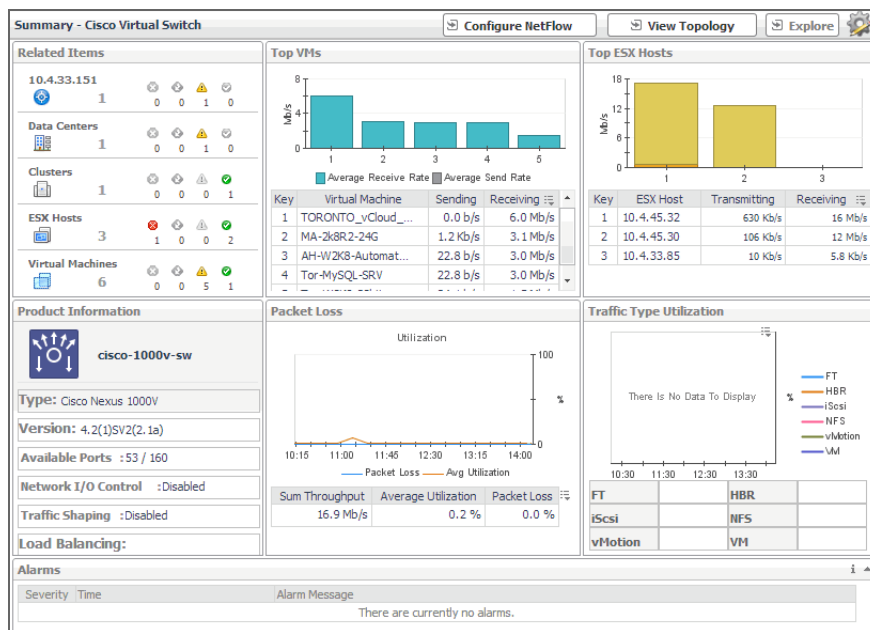 Summary - Cisco Virtual Switch
Configure NetFlow
View Topology
Explore
Related Items
10.4.33.151
1
0 0 1 0
Data Centers
1
0 0 1 0
Clusters
1
0 0 0 1
ESX Hosts
3
1 0 0 2
Virtual Machines
6
0 0 5 1
Top VMs
8
4
0
Mb/s
1 2 3 4 5
Average Receive Rate Average Send Rate
Key Virtual Machine Sending Receiving
1 TORONTO_vCloud_... 0.0 b/s 6.0 Mb/s
2 MA-2k8R2-24G 1.2 Kb/s 3.1 Mb/s
3 AH-W2K8-Automat... 22.8 b/s 3.0 Mb/s
4 Tor-MySQL-SRV 22.8 b/s 3.0 Mb/s
Top ESX Hosts
18
12
6
0
Mb/s
1 2 3
Key ESX Host Transmitting Receiving
1 10.4.45.32 630 Kb/s 16 Mb/s
2 10.4.45.30 106 Kb/s 12 Mb/s
3 10.4.33.85 10 Kb/s 5.8 Kb/s
Product Information
cisco-1000v-sw
Type: Cisco Nexus 1000V
Version: 4.2(1)SV2(2.1a)
Available Ports :53 / 160
Network I/O Control :Disabled
Traffic Shaping :Disabled
Load Balancing:
Packet Loss
Utilization
100
%
0
10:15 11:00 11:45 12:30 13:15 14:00
Packet Loss Avg Utilization
Sum Throughput Average Utilization Packet Loss
16.9 Mb/s 0.2 % 0.0 %
Traffic Type Utilization
There Is No Data To Display
%
FT
HBR
iScsi
NFS
vMotion
VM
10:30 11:30 12:30 13:30
FT HBR
iScsi NFS
vMotion VM
Alarms
i
Severity Time Alarm Message
There are currently no alarms.